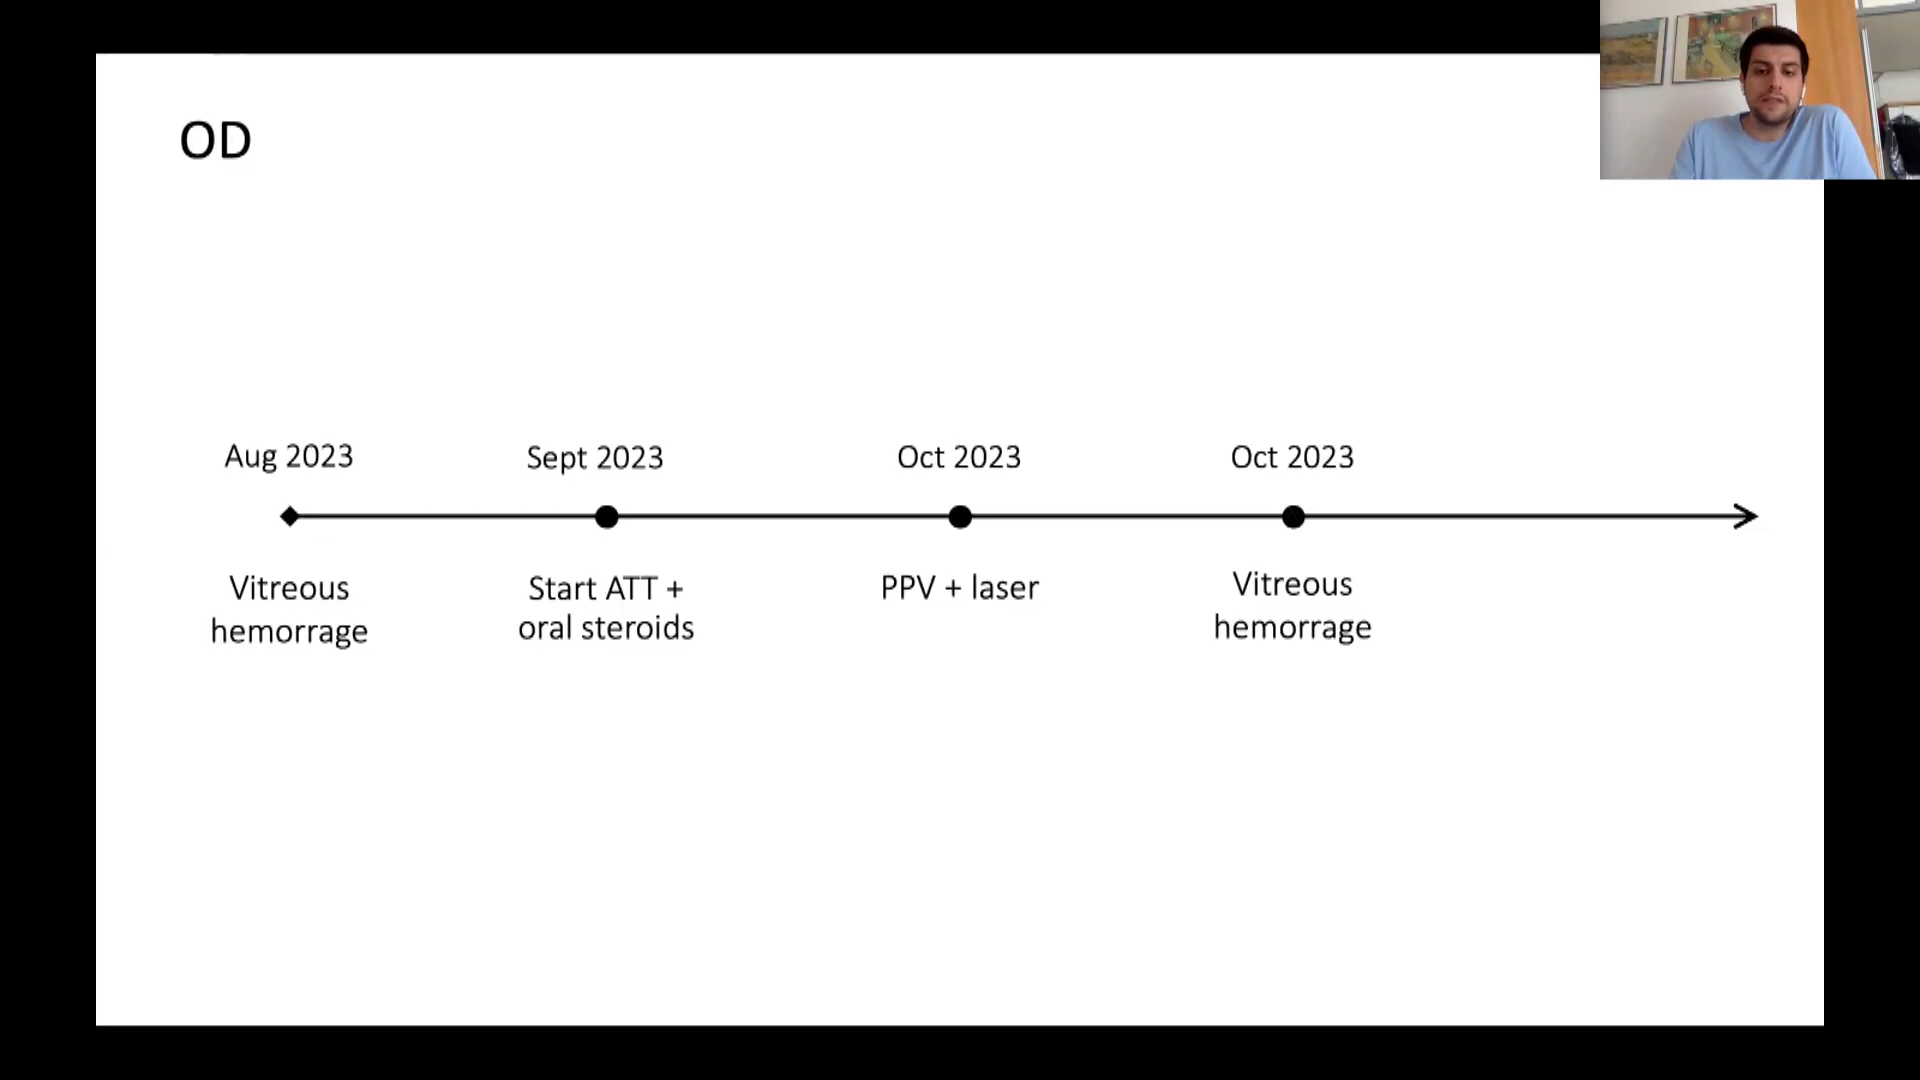 OD
Aug 2023
Sept 2023
Oct 2023
Oct 2023
Vitreous
hemorrage
Start ATT +
oral steroids
PPV + laser
Vitreous
hemorrage